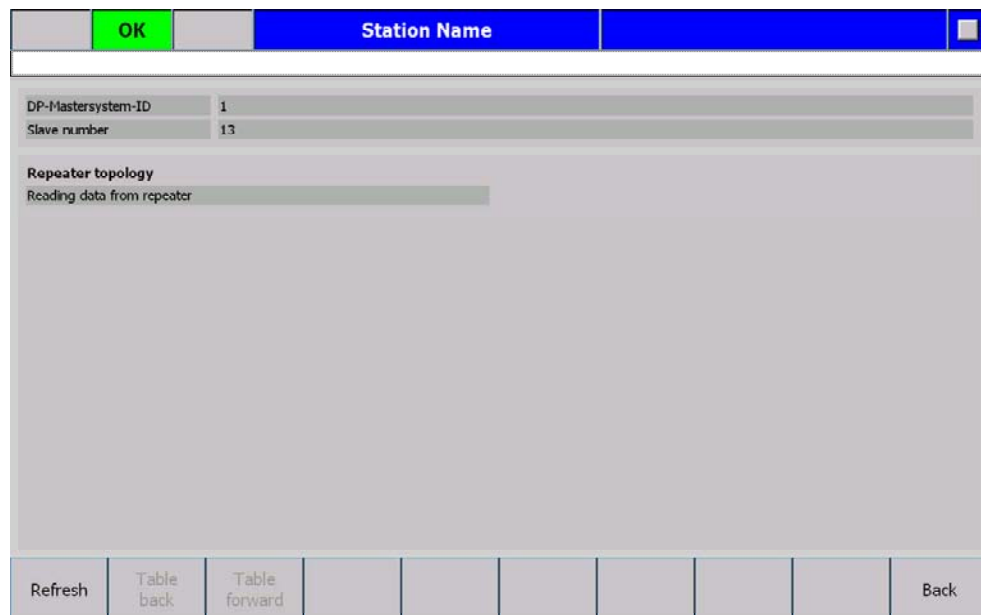 OK
Station Name
DP-Mastersystem-ID 1
Slave number 13
Repeater topology
Reading data from repeater
Refresh
Table
back
Table
forward
Back